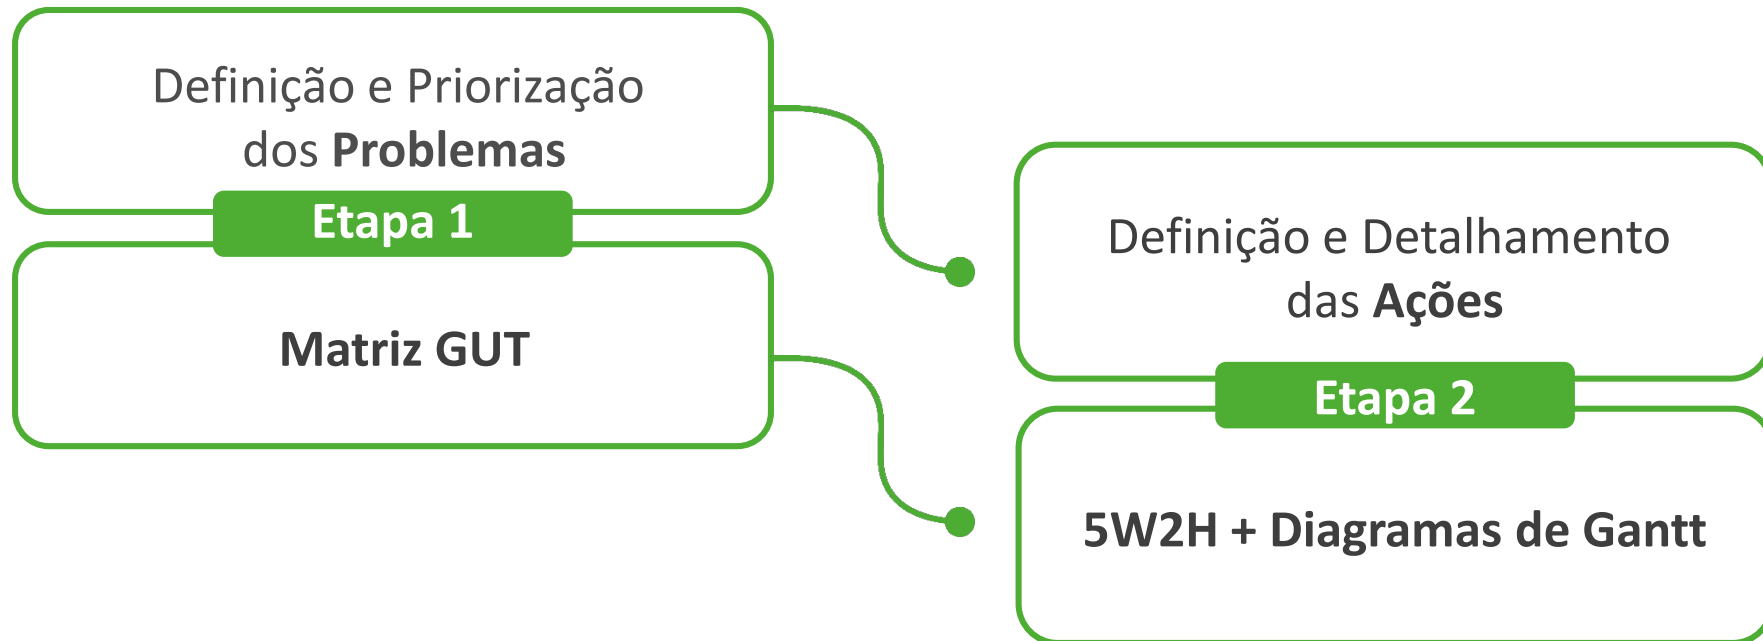 Definição e Priorização
dos Problemas
Etapa 1
Matriz GUT
Definição e Detalhamento
das Ações
Etapa 2
5W2H + Diagramas de Gantt